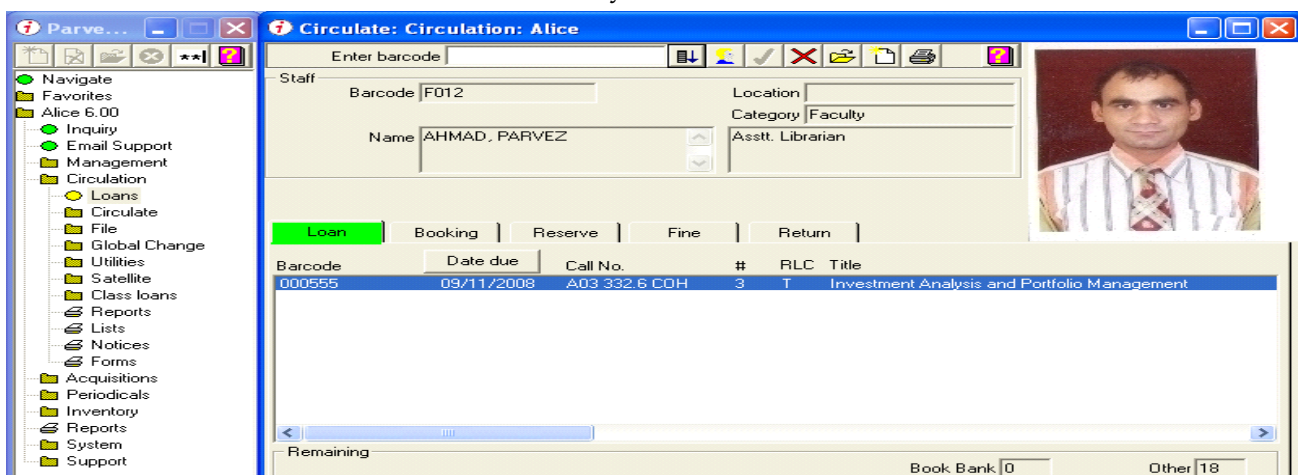 Parve...
Navigate
Favorites
Alice 6.00
Inquiry
Email Support
Management
Circulation
Loans
Circulate
File
Global Change
Utilities
Satellite
Class loans
Reports
Lists
Notices
Forms
Acquisitions
Periodicals
Inventory
Reports
System
Support
Circulate: Circulation: Alice
Enter barcode
Staff
Barcode F012 Location
Category Faculty
Name AHMAD, PARVEZ Asstt. Librarian
Loan Booking Reserve Fine Return
Barcode Date due Call No. # RLC Title
000555 09/11/2008 A03 332.6 COH 3 T Investment Analysis and Portfolio Management
Remaining
Book Bank 0 Other 18